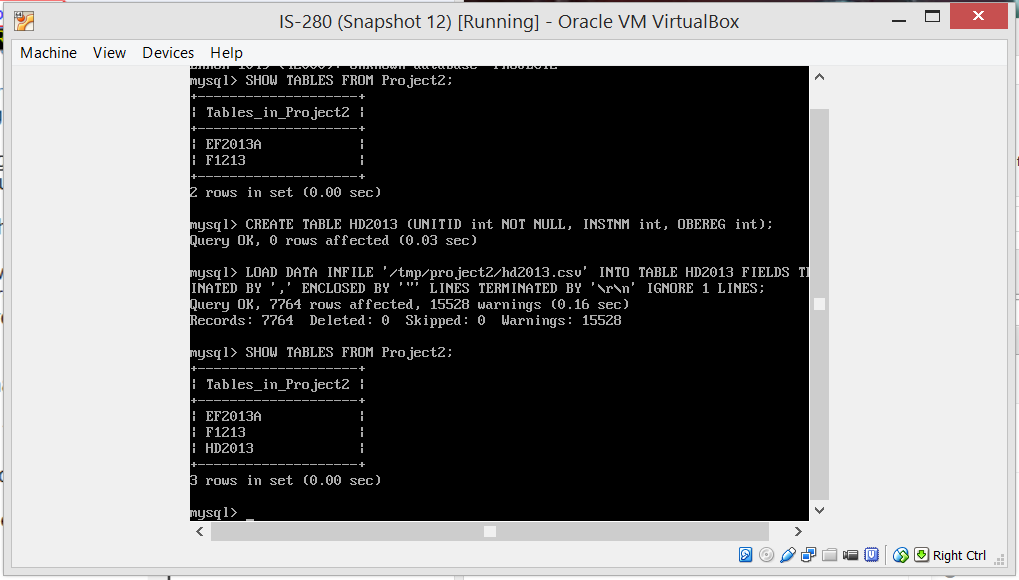 IS-280 (Snapshot 12) [Running] - Oracle VM VirtualBox
Machine View Devices Help
mysql> SHOW TABLES FROM Project2;
+--------------------+
| Tables_in_Project2 |
+--------------------+
| EF2013A |
| F1213 |
+--------------------+
2 rows in set (0.00 sec)
mysql> CREATE TABLE HD2013 (UNITID int NOT NULL, INSTNM int, OBEREG int);
Query OK, 0 rows affected (0.03 sec)
mysql> LOAD DATA INFILE '/tmp/project2/hd2013.csv' INTO TABLE HD2013 FIELDS TERM
INATED BY ',' ENCLOSED BY '"' LINES TERMINATED BY '\r\n' IGNORE 1 LINES;
Query OK, 7764 rows affected, 15528 warnings (0.16 sec)
Records: 7764 Deleted: 0 Skipped: 0 Warnings: 15528
mysql> SHOW TABLES FROM Project2;
+--------------------+
| Tables_in_Project2 |
+--------------------+
| EF2013A |
| F1213 |
| HD2013 |
+--------------------+
3 rows in set (0.00 sec)
mysql> _
Right Ctrl